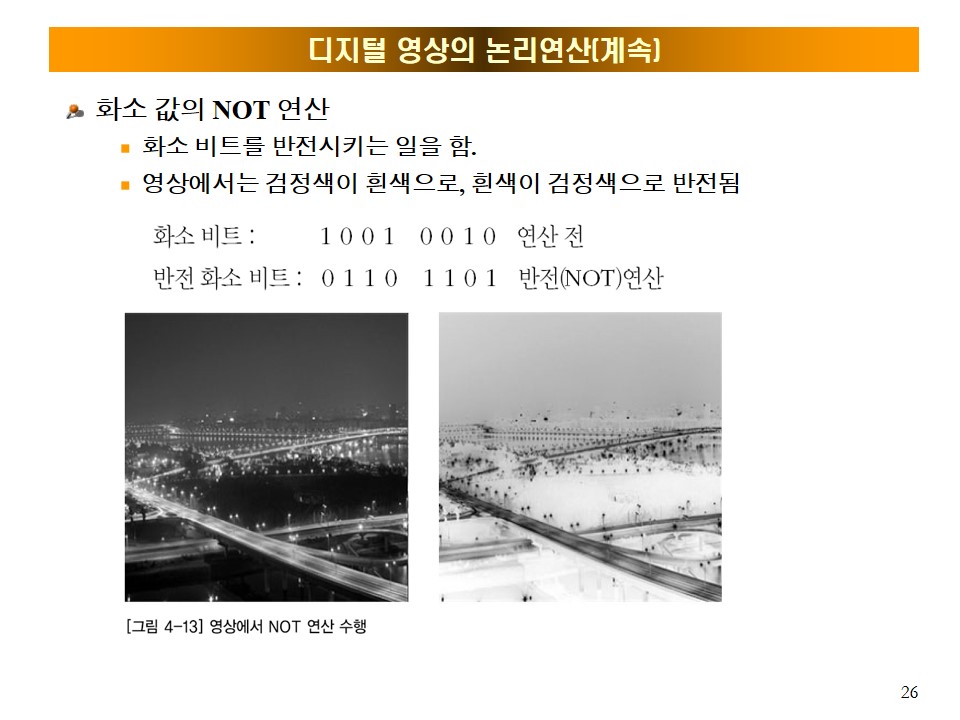 디지털 영상의 논리연산(계속)
화소 값의 NOT 연산
화소 비트를 반전시키는 일을 함.
영상에서는 검정색이 흰색으로, 흰색이 검정색으로 반전됨
화소 비트 : 1 0 0 1 0 0 1 0 연산 전
반전 화소 비트 : 0 1 1 0 1 1 0 1 반전(NOT)연산
[그림 4-13] 영상에서 NOT 연산 수행
26